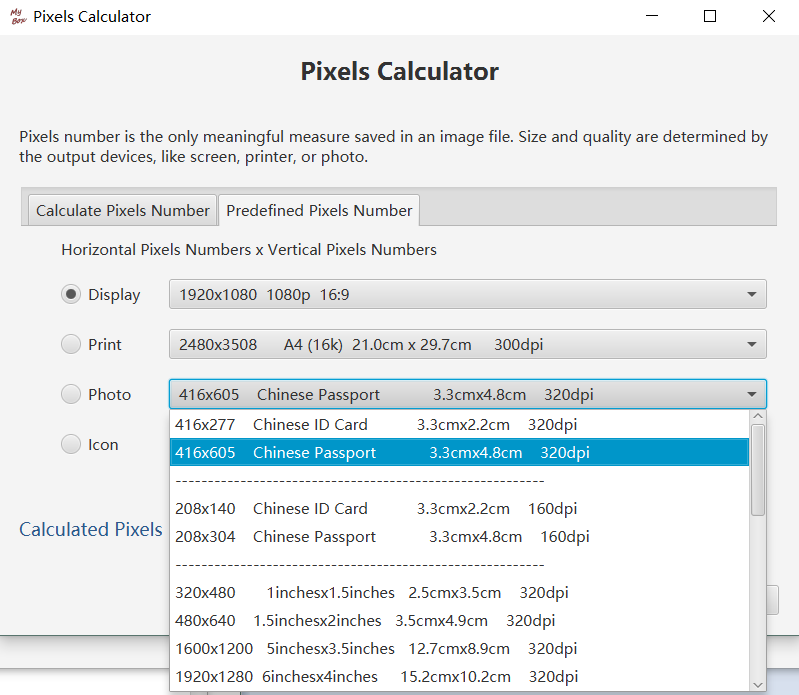 My Box Pixels Calculator
Pixels Calculator
Pixels number is the only meaningful measure saved in an image file. Size and quality are determined by
the output devices, like screen, printer, or photo.
Calculate Pixels Number Predefined Pixels Number
Horizontal Pixels Numbers x Vertical Pixels Numbers
Display 1920x1080 1080p 16:9
Print 2480x3508 A4 (16k) 21.0cm x 29.7cm 300dpi
Photo 416x605 Chinese Passport 3.3cmx4.8cm 320dpi
416x277 Chinese ID Card 3.3cmx2.2cm 320dpi
Icon
416x605 Chinese Passport 3.3cmx4.8cm 320dpi
-----------------------------------------------------
208x140 Chinese ID Card 3.3cmx2.2cm 160dpi
Calculated Pixels
208x304 Chinese Passport 3.3cmx4.8cm 160dpi
-----------------------------------------------------
320x480 1inchesx1.5inches 2.5cmx3.5cm 320dpi
480x640 1.5inchesx2inches 3.5cmx4.9cm 320dpi
1600x1200 5inchesx3.5inches 12.7cmx8.9cm 320dpi
1920x1280 6inchesx4inches 15.2cmx10.2cm 320dpi